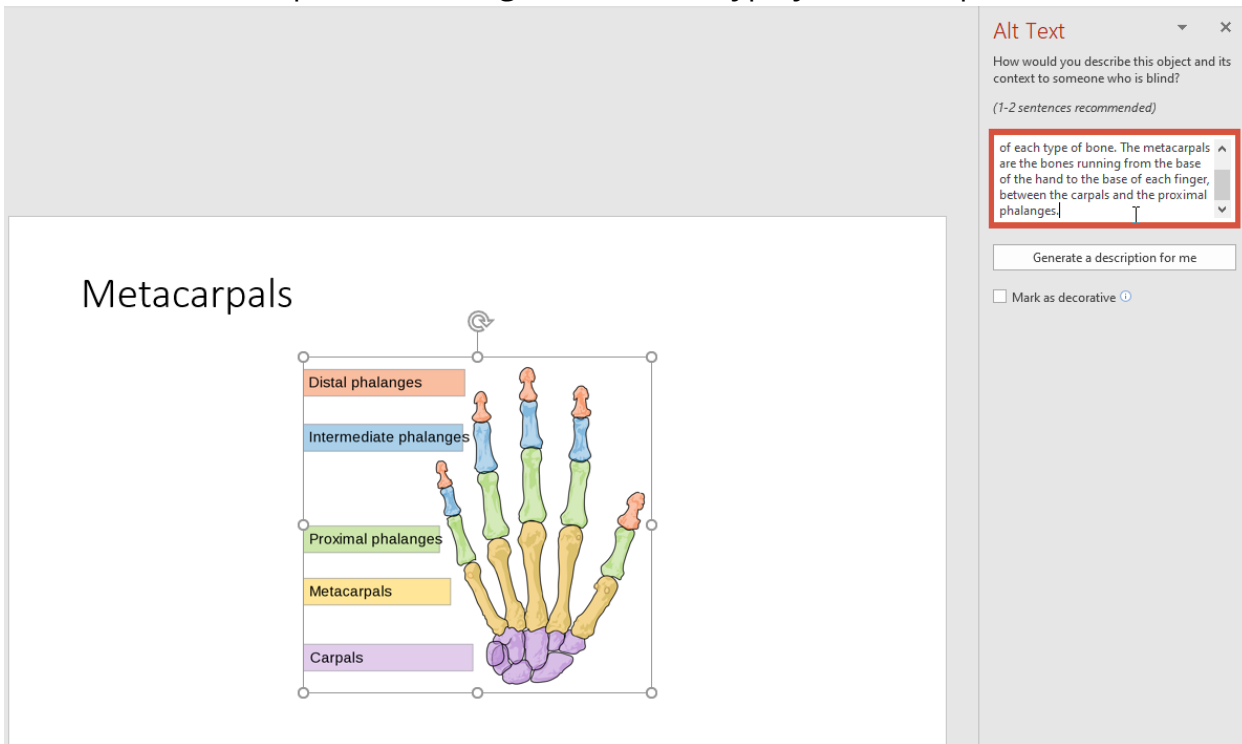 Alt Text
How would you describe this object and its
context to someone who is blind?
(1-2 sentences recommended)
of each type of bone. The metacarpals
are the bones running from the base
of the hand to the base of each finger,
between the carpals and the proximal
phalanges.
Generate a description for me
Mark as decorative
Metacarpals
Distal phalanges
Intermediate phalanges
Proximal phalanges
Metacarpals
Carpals